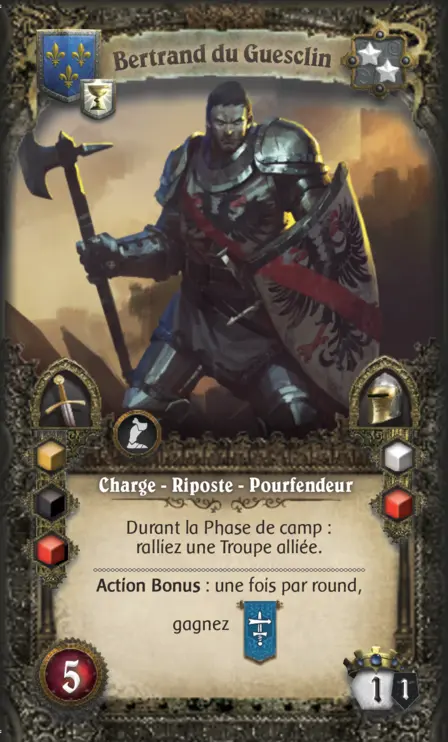 Bertrand du Guesclin
Charge - Riposte - Pourfendeur
Durant la Phase de camp :
ralliez une Troupe alliée.
Action Bonus : une fois par round,
gagnez
5
1 1